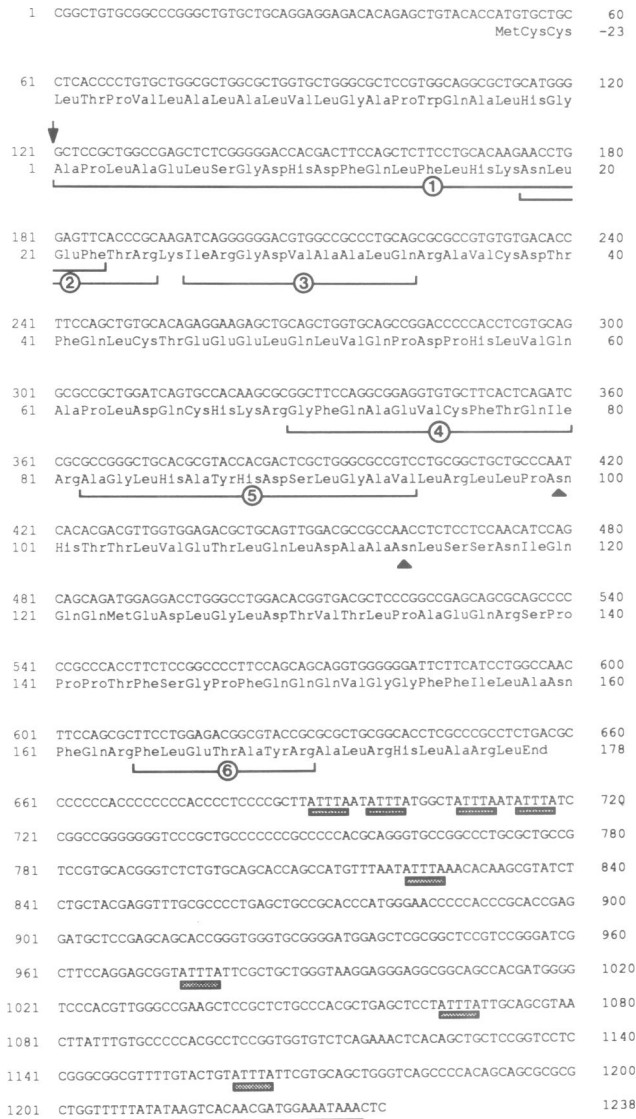 1 CGGCTGTGCGGCCCGGGCTGTGCTGCAGGAGGAGACACAGAGCTGTACACCATGTGCTGC 60
MetCysCys -23
61 CTCACCCCTGTGCTGGCGCTGGCGCTGGTGCTGGGCGCTCCGTGGCAGGCGCTGCATGGG 120
LeuThrProValLeuAlaLeuAlaLeuValLeuGlyAlaProTrpGlnAlaLeuHisGly
121 GCTCCGCTGGCCGAGCTCTCGGGGGACCACGACTTCCAGCTCTTCCTGCACAAGAACCTG 180
1 AlaProLeuAlaGluLeuSerGlyAspHisAspPheGlnLeuPheLeuHisLysAsnLeu 20
①
181 GAGTTCACCCGCAAGATCAGGGGGGACGTGGCCGCCCTGCAGCGCGCCGTGTGTGACACC 240
21 GluPheThrArgLysIleArgGlyAspValAlaAlaLeuGlnArgAlaValCysAspThr 40
② ③
241 TTCCAGCTGTGCACAGAGGAAGAGCTGCAGCTGGTGCAGCCGGACCCCCACCTCGTGCAG 300
41 PheGlnLeuCysThrGluGluGluLeuGlnLeuValGlnProAspProHisLeuValGln 60
301 GCGCCGCTGGATCAGTGCCACAAGCGCGGCTTCCAGGCGGAGGTGTGCTTCACTCAGATC 360
61 AlaProLeuAspGlnCysHisLysArgGlyPheGlnAlaGluValCysPheThrGlnIle 80
④
361 CGCGCCGGGCTGCACGCGTACCACGACTCGCTGGGCGCCGTCCTGCGGCTGCTGCCCAAT 420
81 ArgAlaGlyLeuHisAlaTyrHisAspSerLeuGlyAlaValLeuArgLeuLeuProAsn 100
⑤
421 CACACGACGTTGGTGGAGACGCTGCAGTTGGACGCCGCCAACCTCTCCTCCAACATCCAG 480
101 HisThrThrLeuValGluThrLeuGlnLeuAspAlaAlaAsnLeuSerSerAsnIleGln 120
481 CAGCAGATGGAGGACCTGGGCCTGGACACGGTGACGCTCCCGGCCGAGCAGCGCAGCCCC 540
121 GlnGlnMetGluAspLeuGlyLeuAspThrValThrLeuProAlaGluGlnArgSerPro 140
541 CCGCCCACCTTCTCCGGCCCCTTCCAGCAGCAGGTGGGGGGATTCTTCATCCTGGCCAAC 600
141 ProProThrPheSerGlyProPheGlnGlnGlnValGlyGlyPhePheIleLeuAlaAsn 160
601 TTCCAGCGCTTCCTGGAGACGGCGTACCGCGCGCTGCGGCACCTCGCCCGCCTCTGACGC 660
161 PheGlnArgPheLeuGluThrAlaTyrArgAlaLeuArgHisLeuAlaArgLeuEnd 178
⑥
661 CCCCCCACCCCCCCCCACCCCTCCCCGCTTATTTAATATTTATGGCTATTTAATATTTATC 720
721 CGGCCGGGGGGGTCCCGCTGCCCCCCCGCCCCCACGCAGGGTGCCGGCCCTGCGCTGCCG 780
781 TCCGTGCACGGGTCTCTGTGCAGCACCAGCCATGTTTAATATTTAAACACAAGCGTATCT 840
841 CTGCTACGAGGTTTGCGCCCCTGAGCTGCCGCACCCATGGGAACCCCCACCCGCACCGAG 900
901 GATGCTCCGAGCAGCACCGGGTGGGTGCGGGGATGGAGCTCGCGGCTCCGTCCGGGATCG 960
961 CTTCCAGGAGCGGTATTTATTCGCTGCTGGGTAAGGAGGGAGGCGGCAGCCACGATGGGG 1020
1021 TCCCACGTTGGGCCGAAGCTCCGCTCTGCCCACGCTGAGCTCCTATTTATTGCAGCGTAA 1080
1081 CTTATTTGTGCCCCCACGCCTCCGGTGGTGTCTCAGAAACTCACAGCTGCTCCGGTCCTC 1140
1141 CGGGCGGCGTTTTGTACTGTATTTATTCGTGCAGCTGGGTCAGCCCCACAGCAGCGCGCG 1200
1201 CTGGTTTTTATATAAGTCACAACGATGGAAATAAACTC 1238